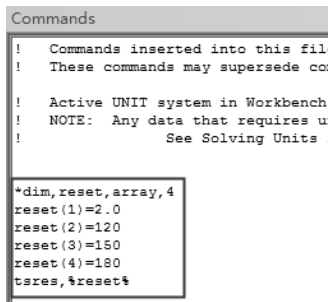 Commands
! Commands inserted into this
! These commands may supersede
! Active UNIT system in Workbench
! NOTE: Any data that requires
! See Solving Units
*dim,reset,array,4
reset(1)=2.0
reset(2)=120
reset(3)=150
reset(4)=180
tsres,%reset%